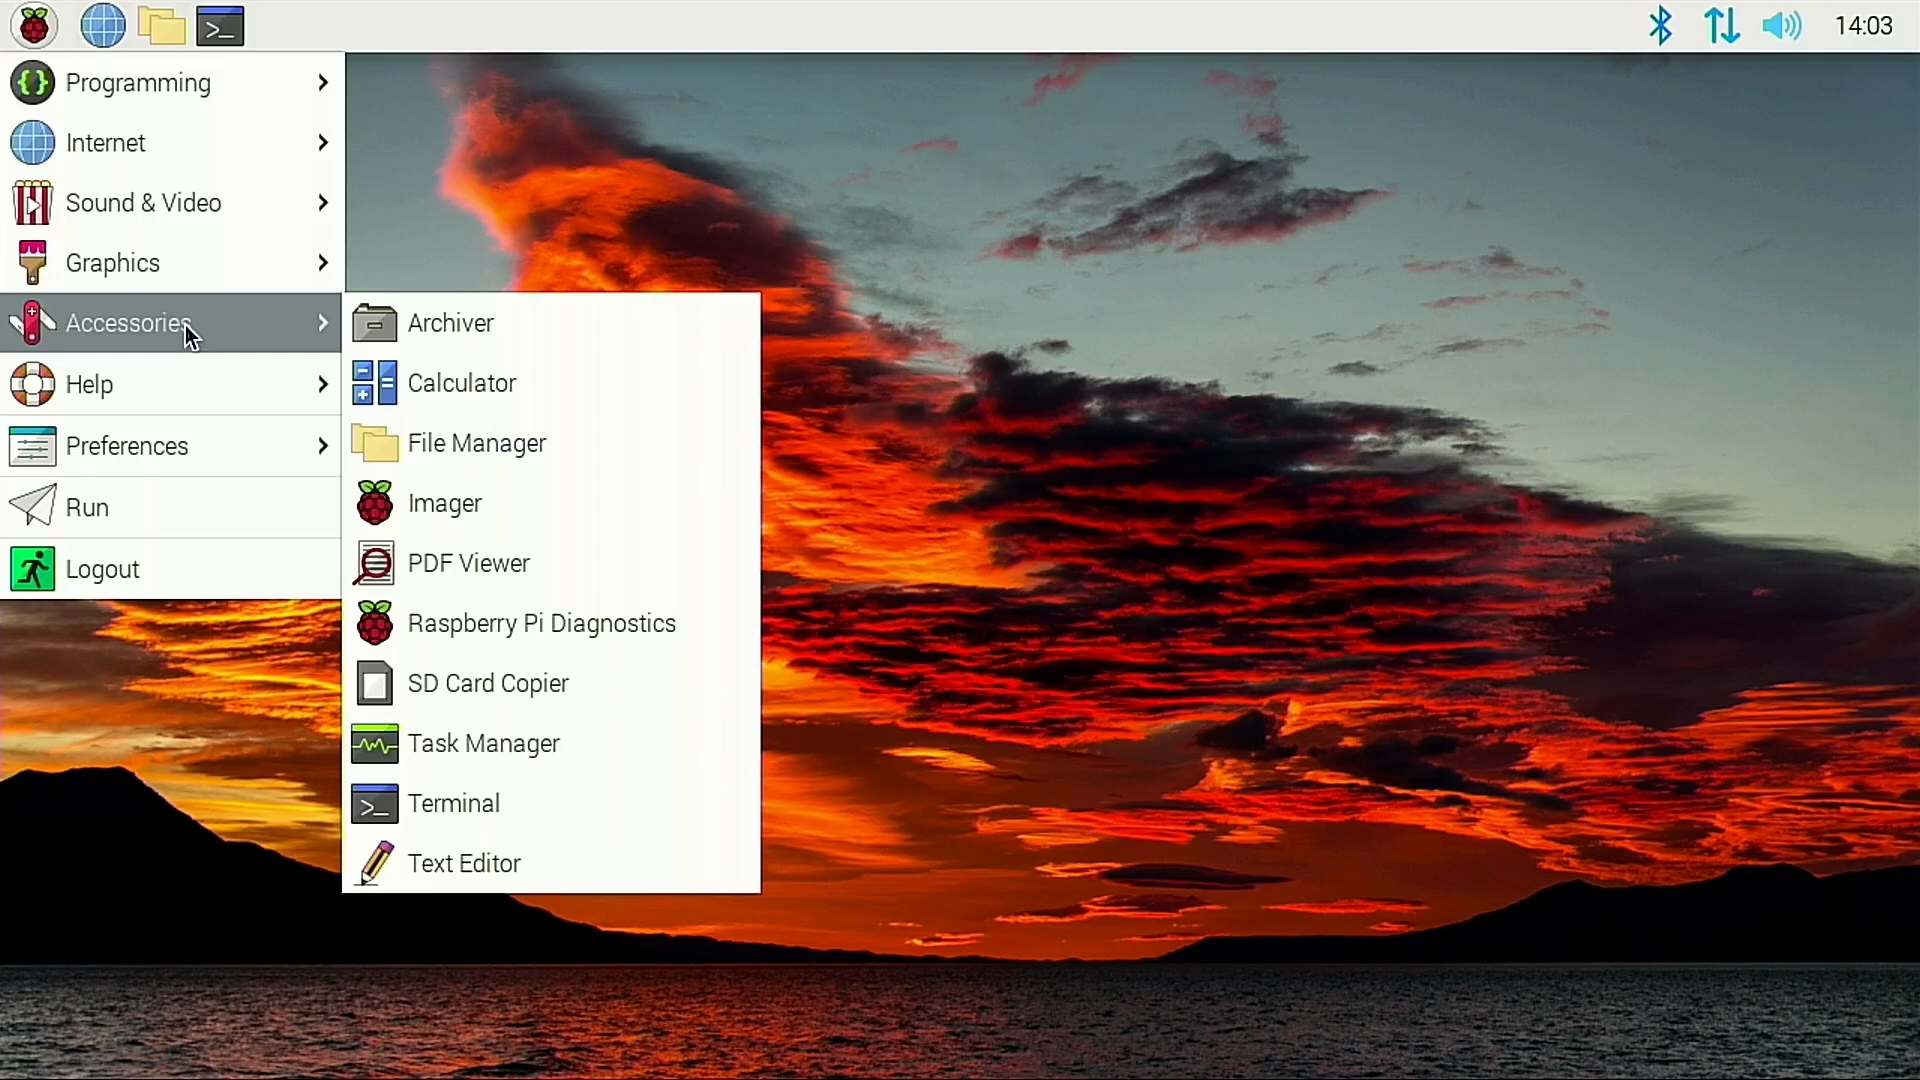 14:03
Programming
Internet
Sound & Video
Graphics
Accessories
Help
Preferences
Run
Logout
Archiver
Calculator
File Manager
Imager
PDF Viewer
Raspberry Pi Diagnostics
SD Card Copier
Task Manager
Terminal
Text Editor